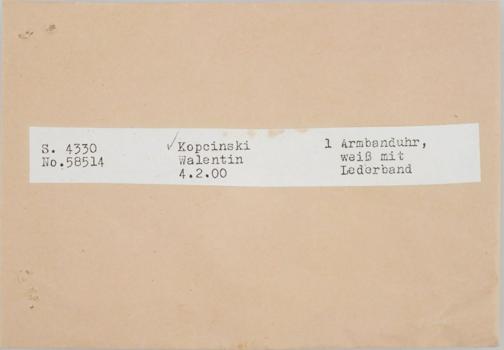 S. 4330
No.58514
Kopcinski
Walentin
4.2.00
1 Armbanduhr,
weiß mit
Lederband